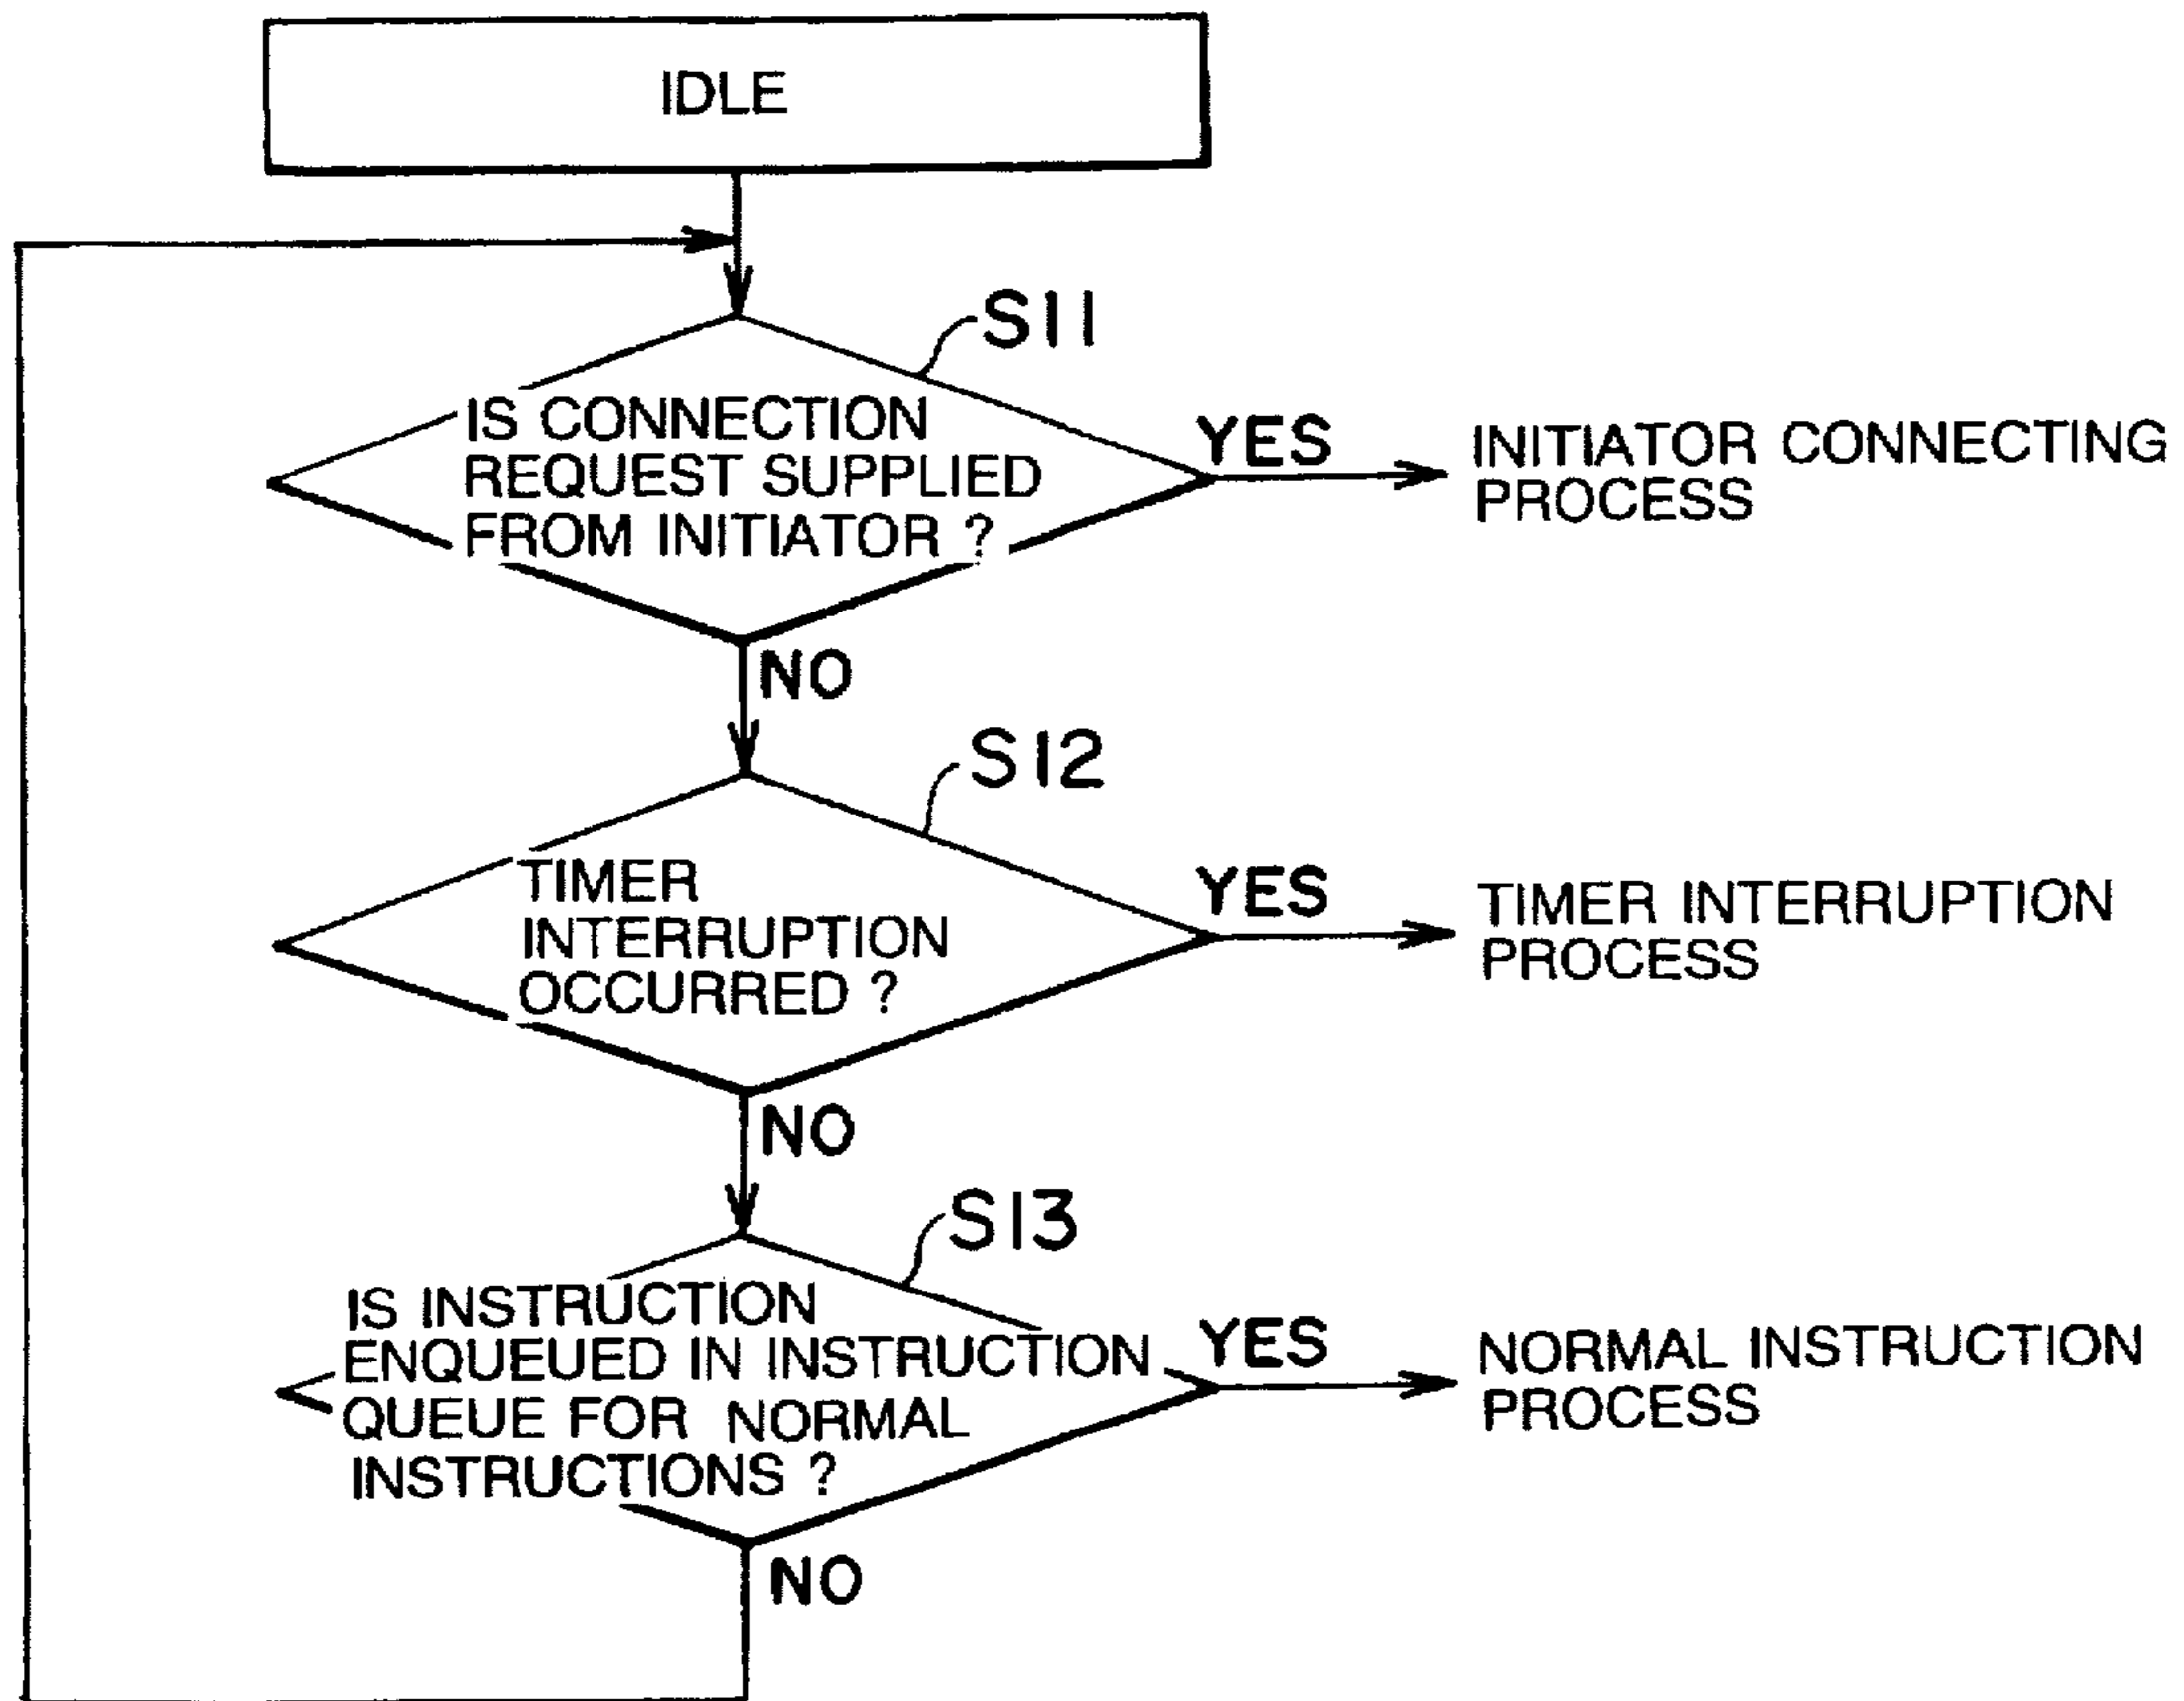 IDLE
S11
IS CONNECTION
REQUEST SUPPLIED
FROM INITIATOR ?
YES
INITIATOR CONNECTING
PROCESS
NO
S12
TIMER
INTERRUPTION
OCCURRED ?
YES
TIMER INTERRUPTION
PROCESS
NO
S13
IS INSTRUCTION
ENQUEUED IN INSTRUCTION
QUEUE FOR NORMAL
INSTRUCTIONS ?
YES
NORMAL INSTRUCTION
PROCESS
NO